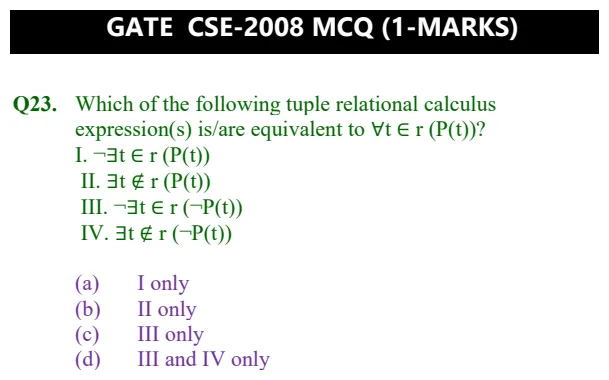 GATE CSE-2008 MCQ (1-MARKS)
Q23. Which of the following tuple relational calculus
expression(s) is/are equivalent to ∀t ∈ r (P(t))?
I. ¬∃t ∈ r (P(t))
II. ∃t ∉ r (P(t))
III. ¬∃t ∈ r (¬P(t))
IV. ∃t ∉ r (¬P(t))
(a) I only
(b) II only
(c) III only
(d) III and IV only